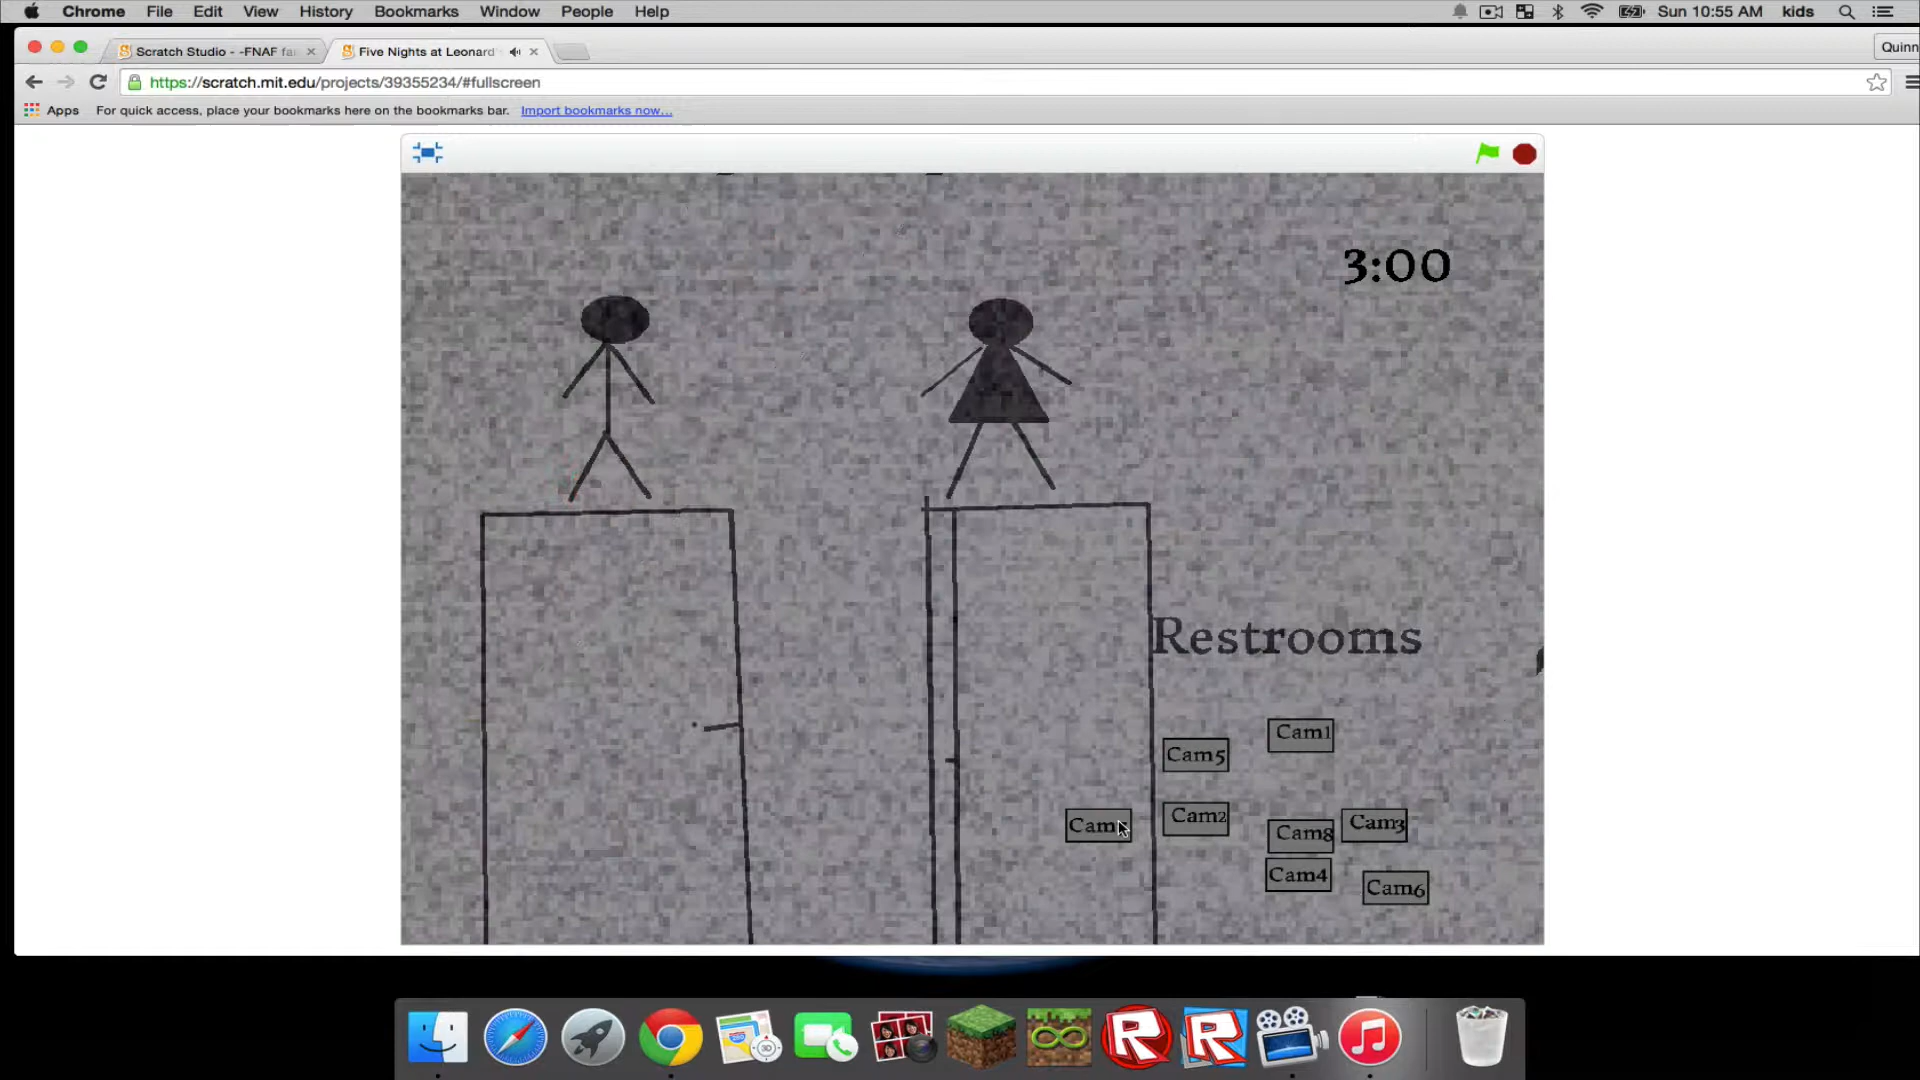 Chrome File Edit View History Bookmarks Window People Help Sun 10:55 AM kids
Scratch Studio - -FNAF fa Five Nights at Leonard' Quinn
https://scratch.mit.edu/projects/39355234/#fullscreen
Apps For quick access, place your bookmarks here on the bookmarks bar. Import bookmarks now...
3:00
Restrooms
Cam1
Cam5
Cam2
Cam
Cam8
Cam3
Cam4
Cam6